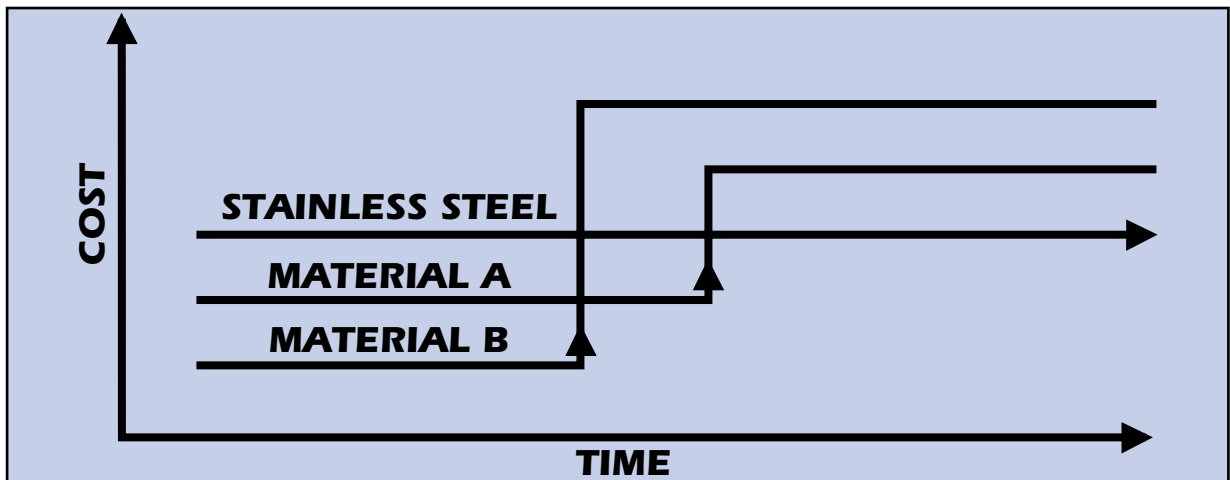 COST
STAINLESS STEEL
MATERIAL A
MATERIAL B
TIME